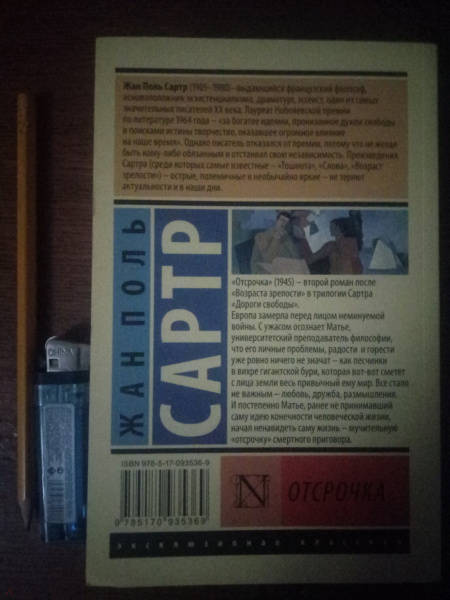 Жан Поль Сартр (1905–1980) – выдающийся французский философ,
основоположник экзистенциализма, драматург, эссеист, один из самых
значительных писателей XX века. Лауреат Нобелевской премии
по литературе 1964 года – «за богатое идеями, пронизанное духом свободы
и поисками истины творчество, оказавшее огромное влияние
на наше время». Однако писатель отказался от премии, потому что не желал
быть кому-либо обязанным и отстаивал свою независимость. Произведения
Сартра (среди которых самые известные – «Тошнота», «Слова», «Возраст
зрелости») – острые, полемичные и необычайно яркие – не теряют
актуальности и в наши дни.
ЖАН ПОЛЬ
САРТР
«Отсрочка» (1945) – второй роман после
«Возраста зрелости» в трилогии Сартра
«Дороги свободы».
Европа замерла перед лицом неминуемой
войны. С ужасом осознает Матье,
университетский преподаватель философии,
что его личные проблемы, радости и горести
уже ровно ничего не значат – как песчинки
в вихре гигантской бури, которая вот-вот сметет
с лица земли весь привычный ему мир. Все стало
не важным – любовь, дружба, размышления.
И постепенно Матье, ранее не принимавший
саму идею конечности человеческой жизни,
начал ненавидеть саму жизнь – мучительную
«отсрочку» смертного приговора.
ISBN 978-5-17-093536-9
9 785170 935369
N
ОТСРОЧКА
эксклюзивная классика
CHINA